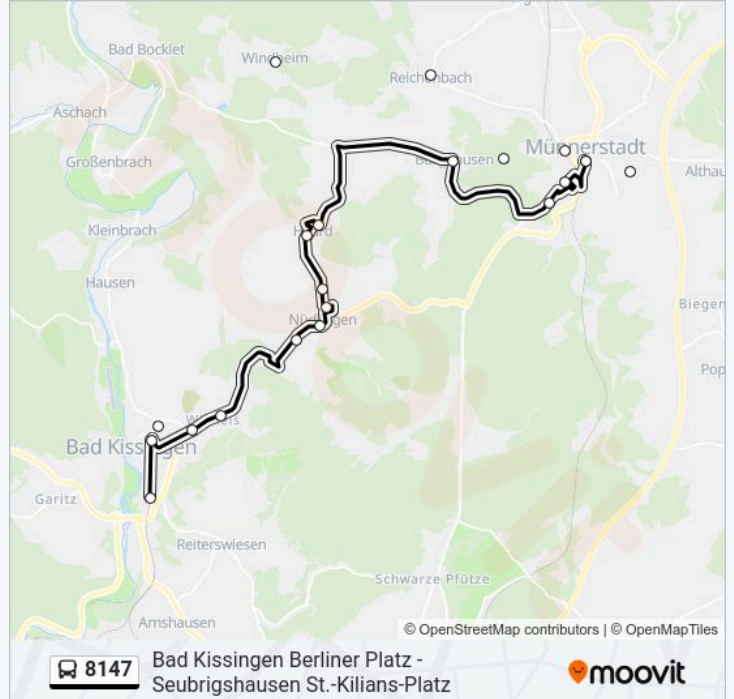 Bad Bocklet
Windheim
Reichenbach
Aschach
Münnerstadt
Großenbrach
Althau
Kleinbrach
Hausen
Biegen
Pop
Bad Kissingen
Garitz
Reiterswiesen
Schwarze Pfütze
Arnshausen
© OpenStreetMap contributors | © OpenMapTiles
8147
Bad Kissingen Berliner Platz -
Seubrigshausen St.-Kilians-Platz
moovit